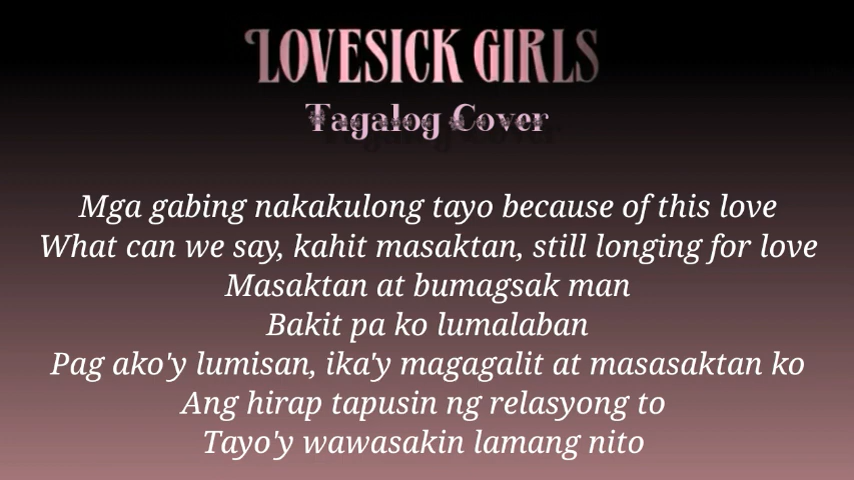 LOVESICK GIRLS
Tagalog Cover
Mga gabing nakakulong tayo because of this love
What can we say, kahit masaktan, still longing for love
Masaktan at bumagsak man
Bakit pa ko lumalaban
Pag ako'y lumisan, ika'y magagalit at masasaktan ko
Ang hirap tapusin ng relasyong to
Tayo'y wawasakin lamang nito